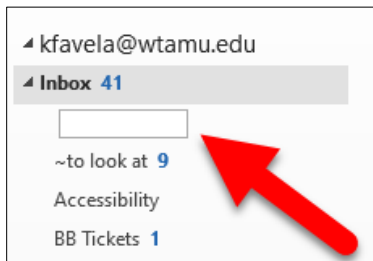 kfavela@wtamu.edu
Inbox 41
~to look at 9
Accessibility
BB Tickets 1